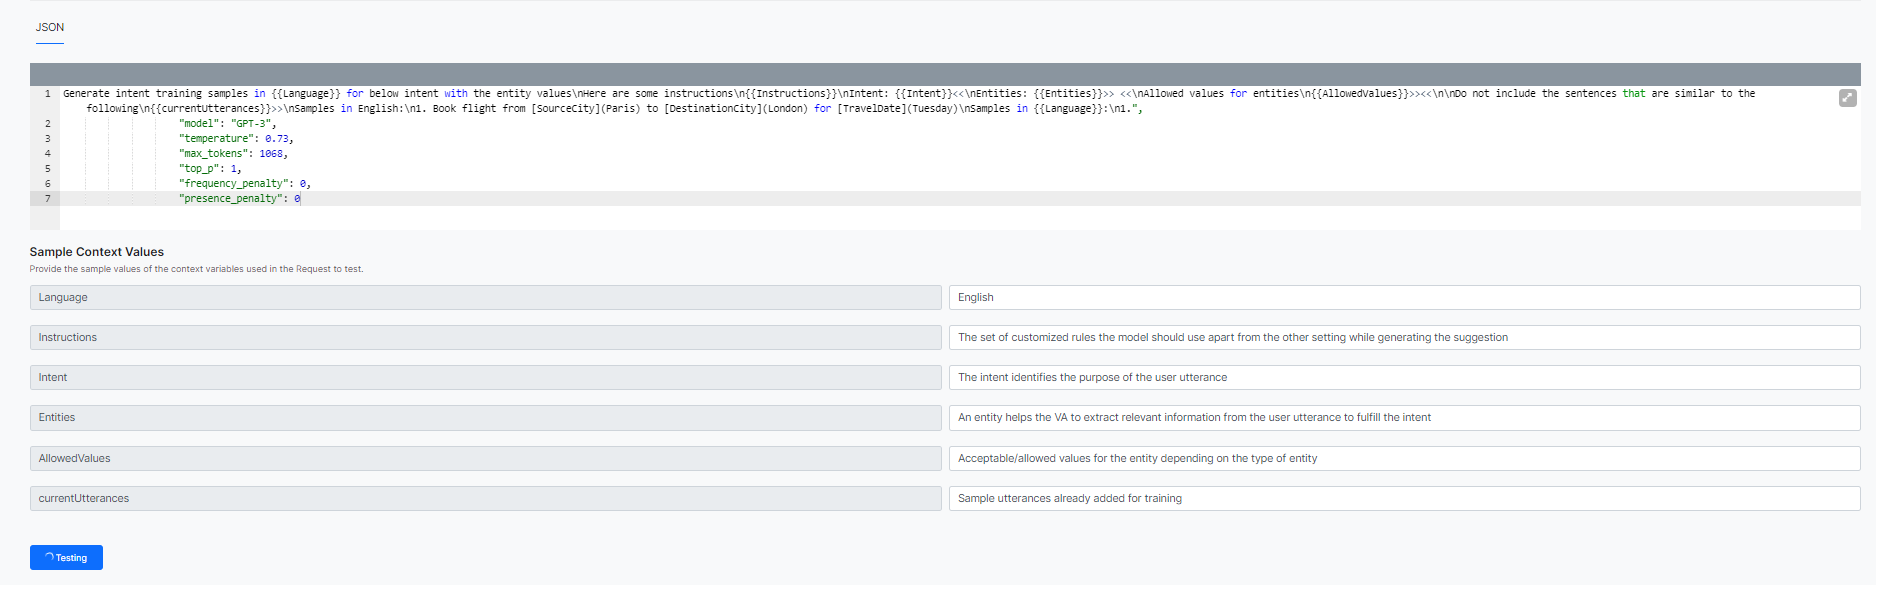 JSON
1 Generate intent training samples in {{Language}} for below intent with the entity values\nHere are some instructions\n{{Instructions}}\nIntent: {{Intent}}<<\nEntities: {{Entities}}>> <<\nAllowed values for entities\n{{AllowedValues}}>><<\n\nDo not include the sentences that are similar to the
following\n{{currentUtterances}}>>\nSamples in English:\n1. Book flight from [SourceCity](Paris) to [DestinationCity](London) for [TravelDate](Tuesday)\nSamples in {{Language}}:\n1.",
2 "model": "GPT-3",
3 "temperature": 0.73,
4 "max_tokens": 1068,
5 "top_p": 1,
6 "frequency_penalty": 0,
7 "presence_penalty": 0
Sample Context Values
Provide the sample values of the context variables used in the Request to test.
Language English
Instructions The set of customized rules the model should use apart from the other setting while generating the suggestion
Intent The intent identifies the purpose of the user utterance
Entities An entity helps the VA to extract relevant information from the user utterance to fulfill the intent
AllowedValues Acceptable/allowed values for the entity depending on the type of entity
currentUtterances Sample utterances already added for training
Testing